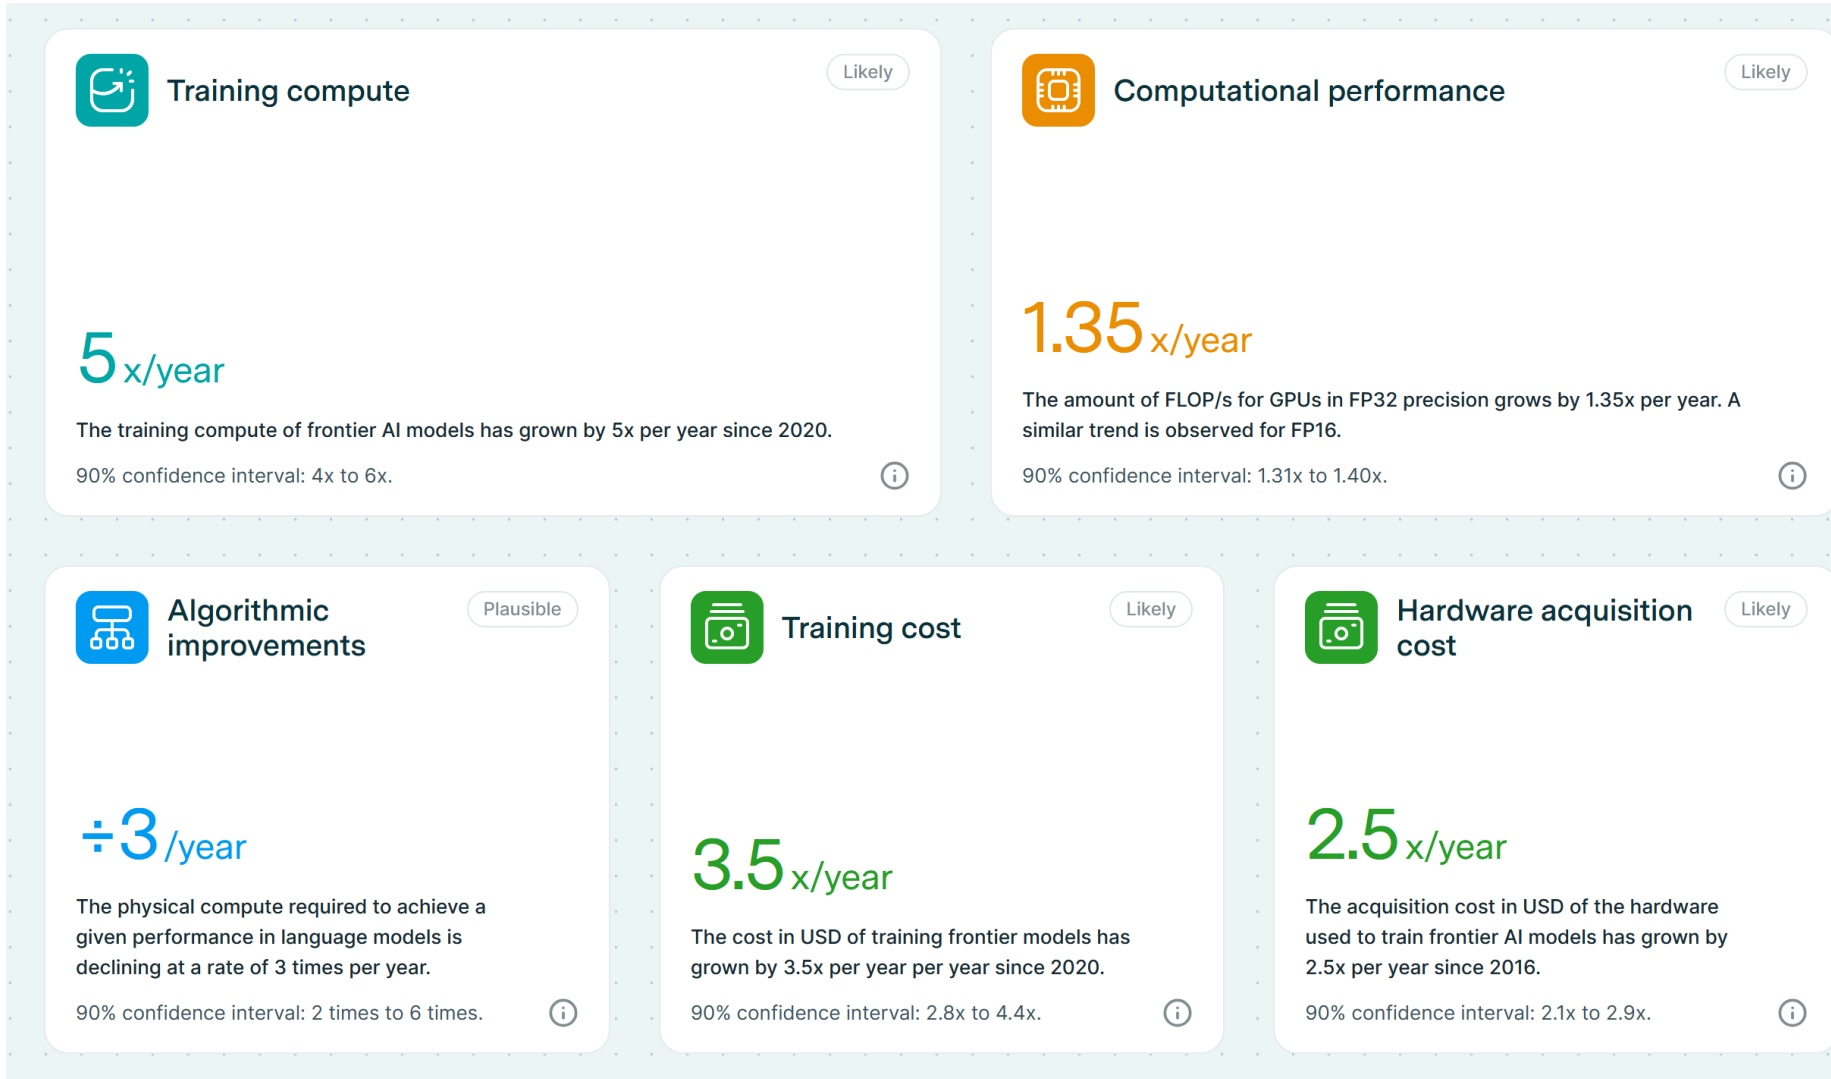 Training compute
Likely
5 x/year
The training compute of frontier AI models has grown by 5x per year since 2020.
90% confidence interval: 4x to 6x.
Computational performance
Likely
1.35 x/year
The amount of FLOP/s for GPUs in FP32 precision grows by 1.35x per year. A
similar trend is observed for FP16.
90% confidence interval: 1.31x to 1.40x.
Algorithmic
improvements
Plausible
÷3 /year
The physical compute required to achieve a
given performance in language models is
declining at a rate of 3 times per year.
90% confidence interval: 2 times to 6 times.
Training cost
Likely
3.5 x/year
The cost in USD of training frontier models has
grown by 3.5x per year per year since 2020.
90% confidence interval: 2.8x to 4.4x.
Hardware acquisition
cost
Likely
2.5 x/year
The acquisition cost in USD of the hardware
used to train frontier AI models has grown by
2.5x per year since 2016.
90% confidence interval: 2.1x to 2.9x.